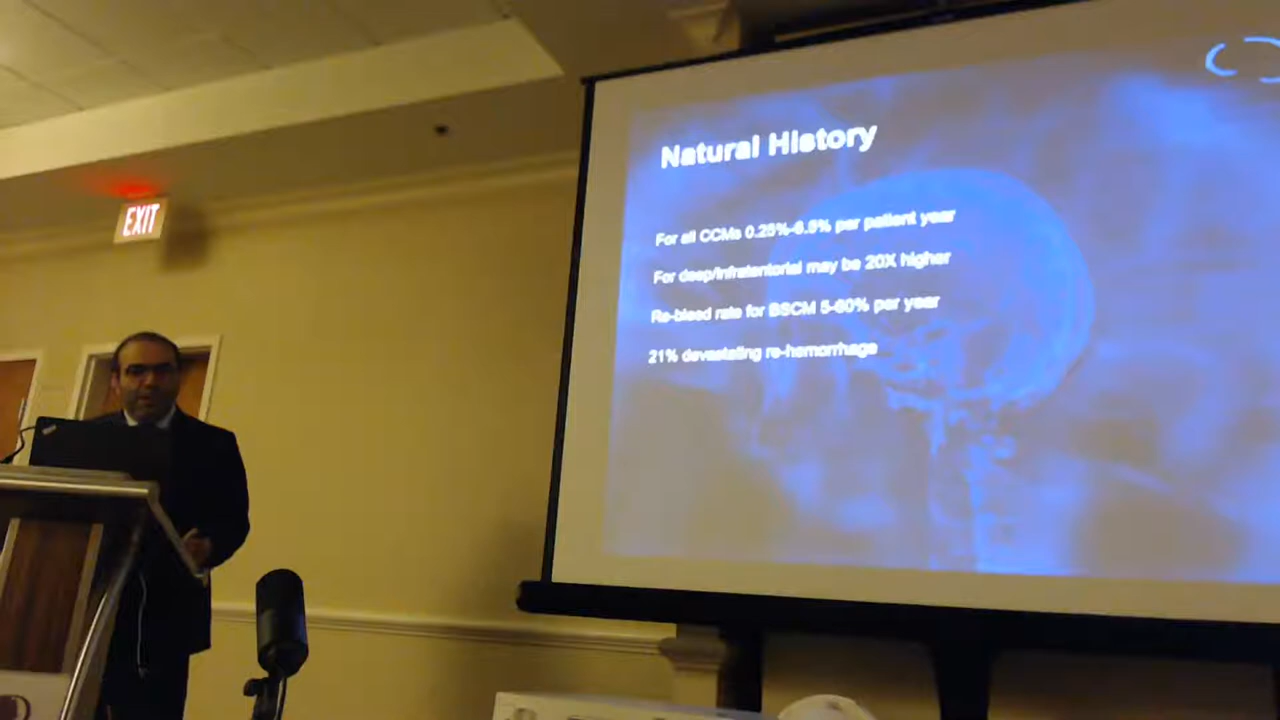 EXIT
Natural History
For all CCMs 0.25%-6.5% per patient year
For deep/infratentorial may be 20X higher
Re-bleed rate for BSCM 5-60% per year
21% devastating re-hemorrhage